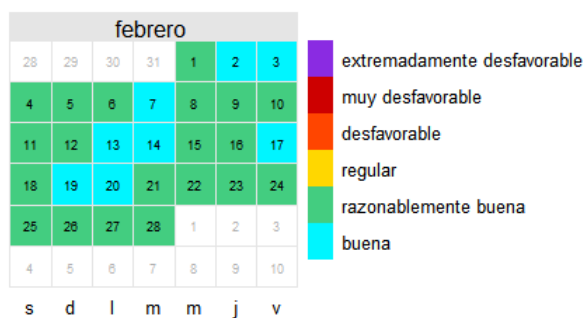 febrero
28 29 30 31 1 2 3
4 5 6 7 8 9 10
11 12 13 14 15 16 17
18 19 20 21 22 23 24
25 26 27 28 1 2 3
4 5 6 7 8 9 10
s d l m m j v
extremadamente desfavorable
muy desfavorable
desfavorable
regular
razonablemente buena
buena